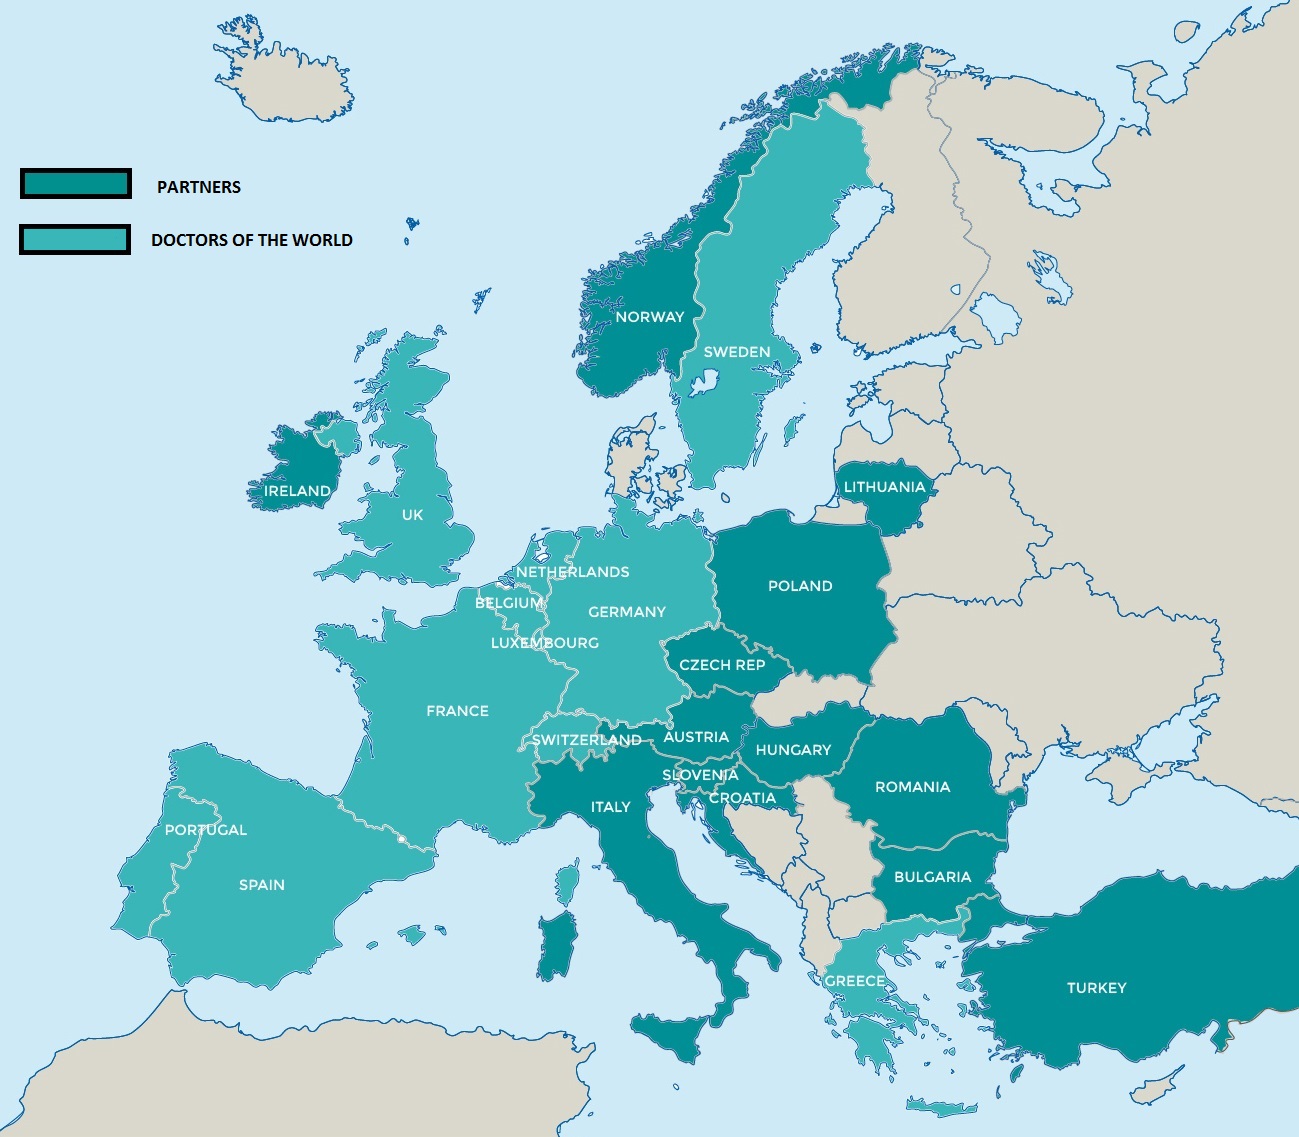 PARTNERS
DOCTORS OF THE WORLD
NORWAY
SWEDEN
LITHUANIA
IRELAND
UK
NETHERLANDS
POLAND
BELGIUM
GERMANY
LUXEMBOURG
CZECH REP
FRANCE
SWITZERLAND
AUSTRIA
HUNGARY
SLOVENIA
ROMANIA
CROATIA
ITALY
PORTUGAL
BULGARIA
SPAIN
GREECE
TURKEY